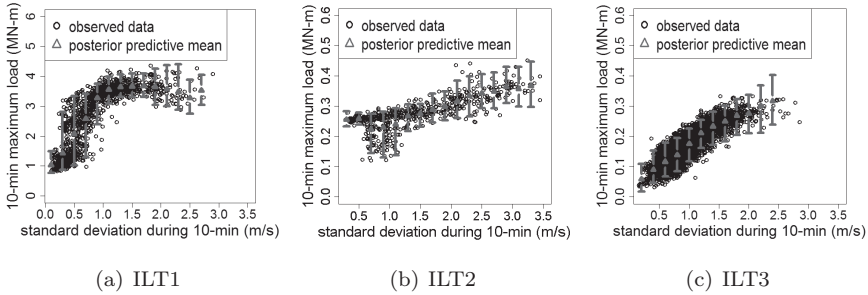 10-min maximum load (MN-m)
6
5
4
3
2
1
0
observed data
posterior predictive mean
0.0 0.5 1.0 1.5 2.0 2.5 3.0 3.5
standard deviation during 10-min (m/s)
(a) ILT1
10-min maximum load (MN-m)
0.6
0.5
0.4
0.3
0.2
0.1
0.0
observed data
posterior predictive mean
0.5 1.0 1.5 2.0 2.5 3.0 3.5
standard deviation during 10-min (m/s)
(b) ILT2
10-min maximum load (MN-m)
0.6
0.5
0.4
0.3
0.2
0.1
0.0
observed data
posterior predictive mean
0.5 1.0 1.5 2.0 2.5 3.0 3.5
standard deviation during 10-min (m/s)
(c) ILT3